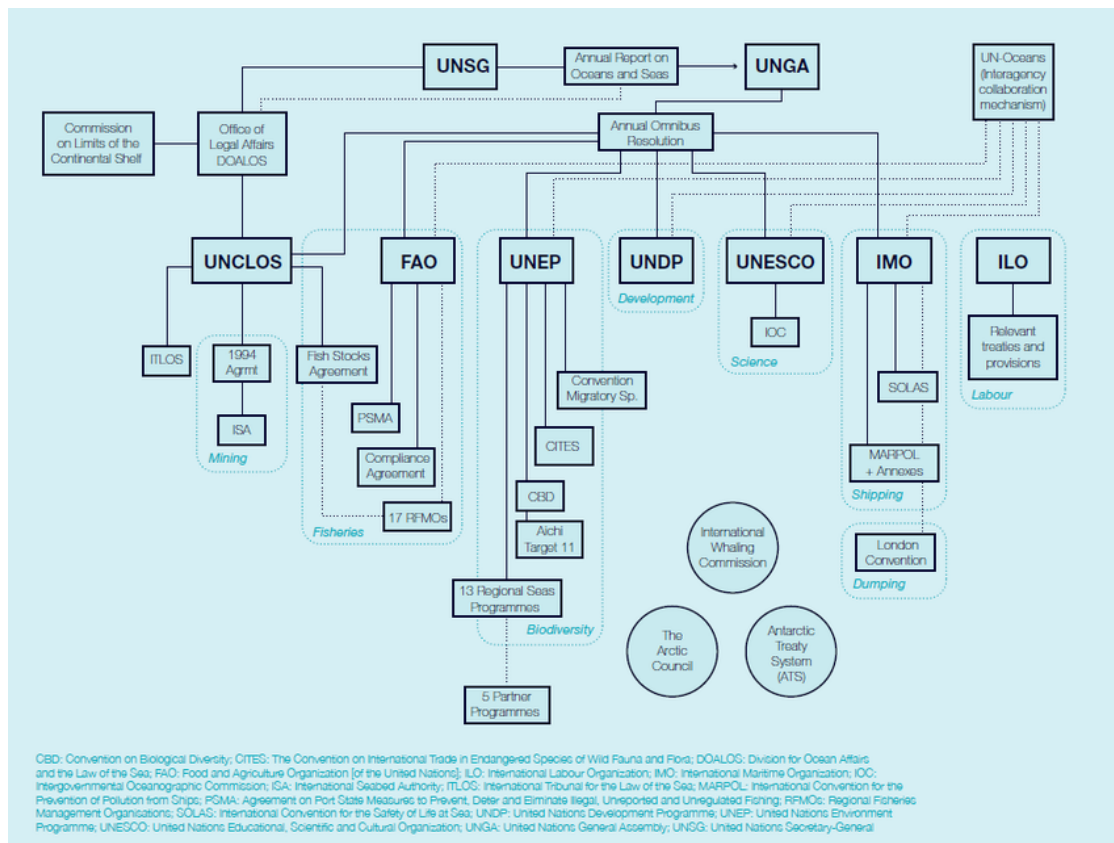 UNSG
Annual Report on
Oceans and Seas
UNGA
UN-Oceans
(Interagency
collaboration
mechanism)
Commission
on Limits of the
Continental Shelf
Office of
Legal Affairs
DOALOS
Annual Omnibus
Resolution
UNCLOS
FAO
UNEP
UNDP
UNESCO
IMO
ILO
Development
ITLOS
1994
Agrmt
Fish Stocks
Agreement
IOC
Relevant
treaties and
provisions
Science
Convention
Migratory Sp.
SOLAS
Labour
PSMA
ISA
Mining
CITES
Compliance
Agreement
MARPOL
+ Annexes
Shipping
CBD
17 RFMOs
Fisheries
Aichi
Target 11
International
Whaling
Commission
London
Convention
Dumping
13 Regional Seas
Programmes
Biodiversity
The
Arctic
Council
Antarctic
Treaty
System
(ATS)
5 Partner
Programmes
CBD: Convention on Biological Diversity; CITES: The Convention on International Trade in Endangered Species of Wild Fauna and Flora; DOALOS: Division for Ocean Affairs
and the Law of the Sea; FAO: Food and Agriculture Organization [of the United Nations]; ILO: International Labour Organization; IMO: International Maritime Organization; IOC:
Intergovernmental Oceanographic Commission; ISA: International Seabed Authority; ITLOS: International Tribunal for the Law of the Sea; MARPOL: International Convention for the
Prevention of Pollution from Ships; PSMA: Agreement on Port State Measures to Prevent, Deter and Eliminate Illegal, Unreported and Unregulated Fishing; RFMOs: Regional Fisheries
Management Organisations; SOLAS: International Convention for the Safety of Life at Sea; UNDP: United Nations Development Programme; UNEP: United Nations Environment
Programme; UNESCO: United Nations Educational, Scientific and Cultural Organization; UNGA: United Nations General Assembly; UNSG: United Nations Secretary-General